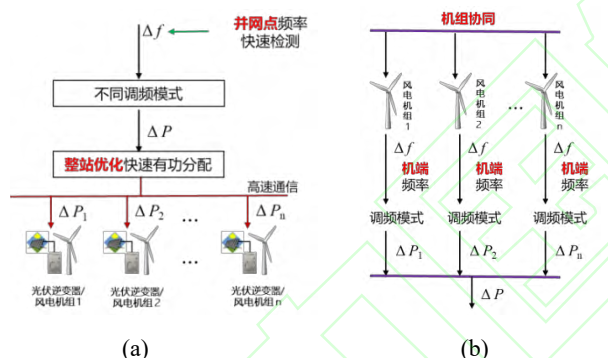 并网点频率
快速检测
Δf
不同调频模式
ΔP
整站优化快速有功分配
高速通信
ΔP₁ ΔP₂ … ΔPₙ
…
光伏逆变器/ 光伏逆变器/ 光伏逆变器/
风电机组1 风电机组2 风电机组n
(a)
机组协同
风电机组1 风电机组2 … 风电机组n
Δf Δf Δf
机端 机端 机端
频率 频率 频率
调频模式 调频模式 调频模式
ΔP₁ ΔP₂ ΔPₙ
ΔP
(b)